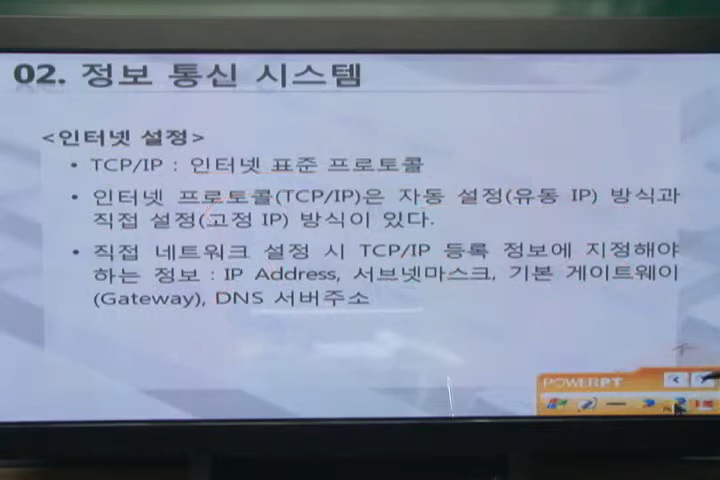 02. 정보 통신 시스템
<인터넷 설정>
• TCP/IP : 인터넷 표준 프로토콜
• 인터넷 프로토콜(TCP/IP)은 자동 설정(유동 IP) 방식과
직접 설정(고정 IP) 방식이 있다.
• 직접 네트워크 설정 시 TCP/IP 등록 정보에 지정해야
하는 정보 : IP Address, 서브넷마스크, 기본 게이트웨이
(Gateway), DNS 서버주소
POWERPT